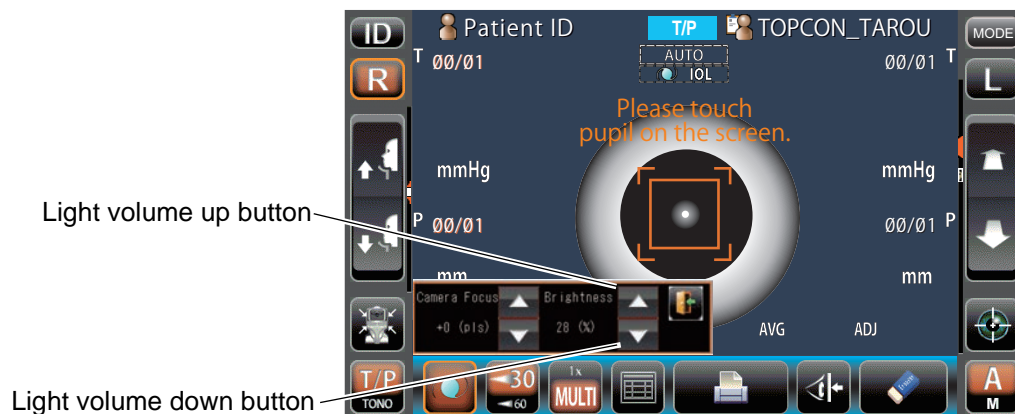 ID
Patient ID
T/P
TOPCON_TAROU
MODE
T
00/01
AUTO
IOL
00/01
T
R
L
Please touch
pupil on the screen.
mmHg
mmHg
Light volume up button
P
00/01
00/01
P
mm
mm
Camera Focus
Brightness
+0 (pls)
28 (%)
AVG
ADJ
T/P
TONO
30
60
1x
MULTI
A
M
Light volume down button